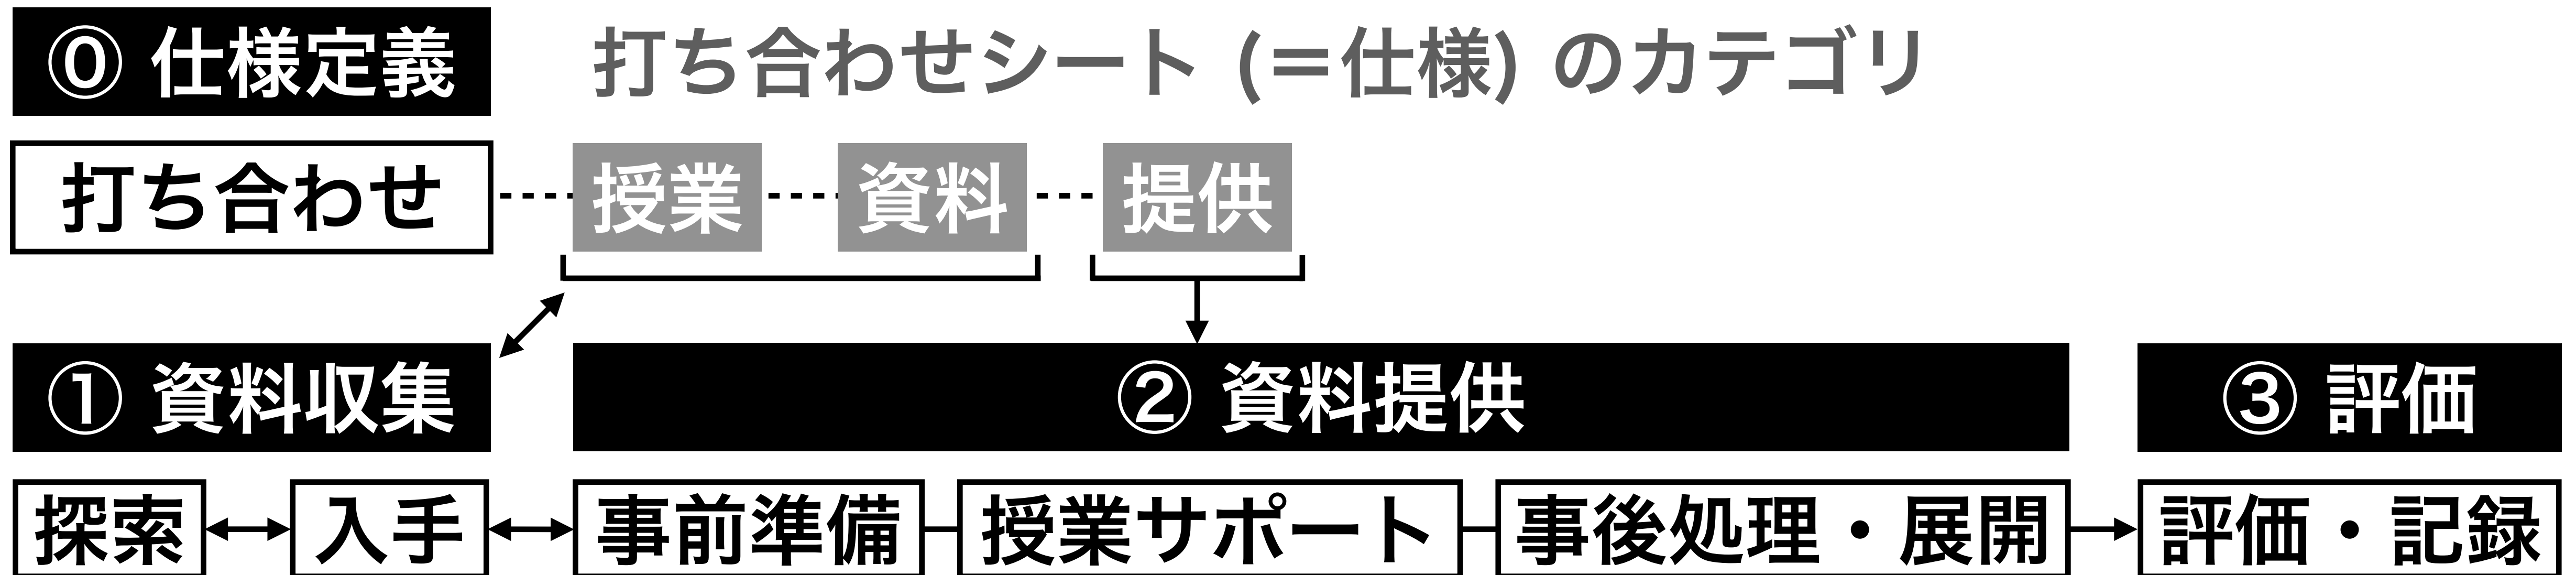 ⓪ 仕様定義
打ち合わせシート (=仕様) のカテゴリ
打ち合わせ
授業
資料
提供
① 資料収集
② 資料提供
③ 評価
探索
入手
事前準備
授業サポート
事後処理・展開
評価・記録